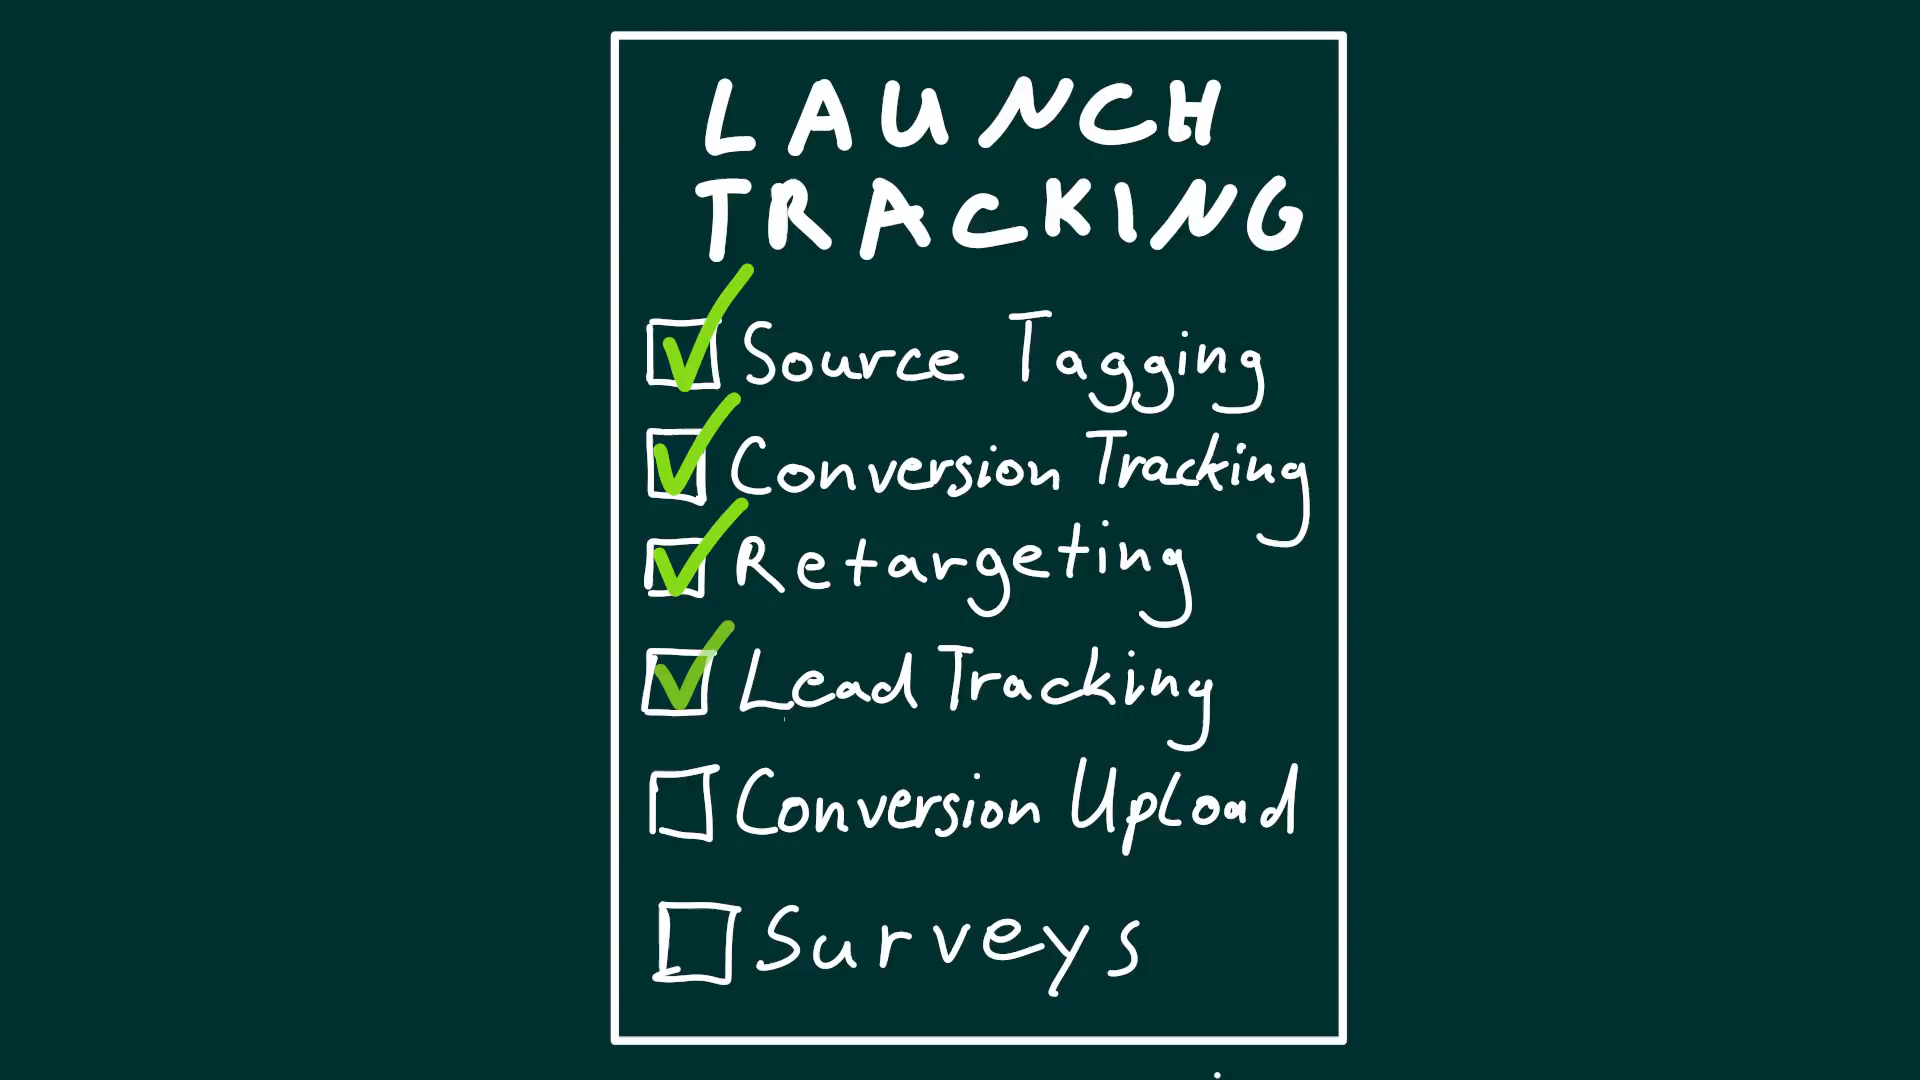 LAUNCH
TRACKING
Source Tagging
Conversion Tracking
Retargeting
Lead Tracking
Conversion Upload
Surveys